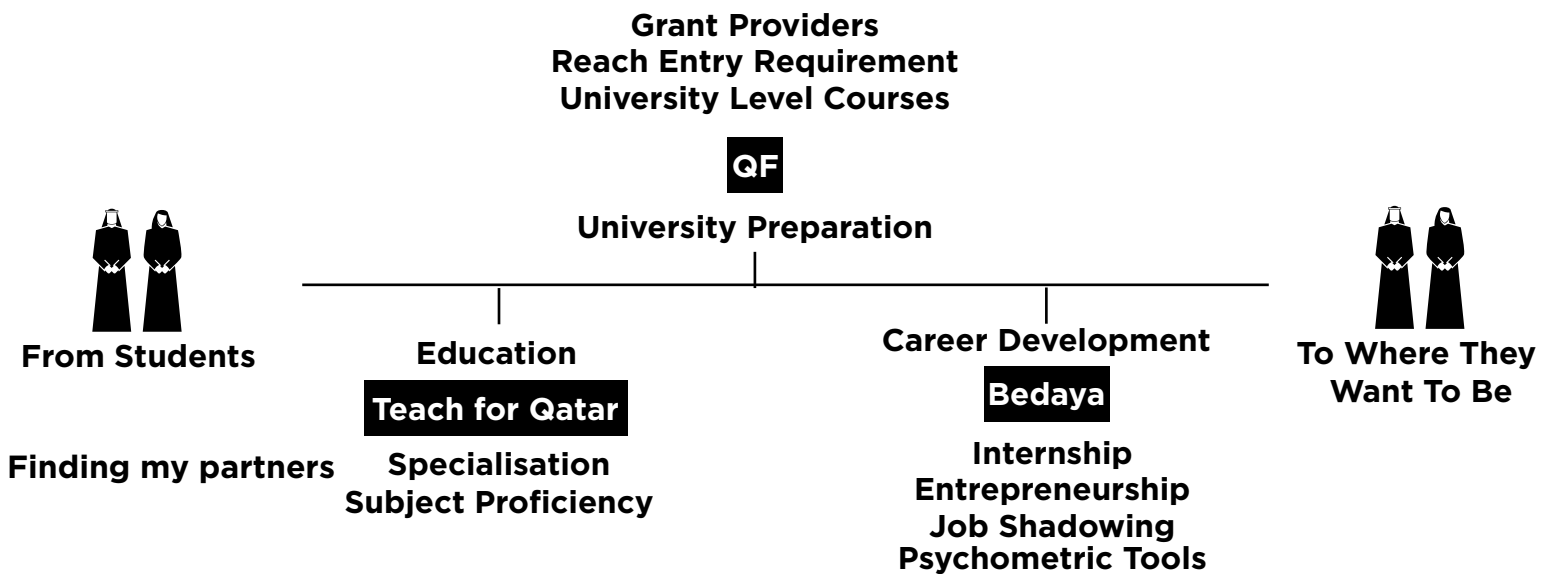 Grant Providers
Reach Entry Requirement
University Level Courses
QF
University Preparation
From Students
Finding my partners
Education
Teach for Qatar
Specialisation
Subject Proficiency
Career Development
Bedaya
Internship
Entrepreneurship
Job Shadowing
Psychometric Tools
To Where They
Want To Be